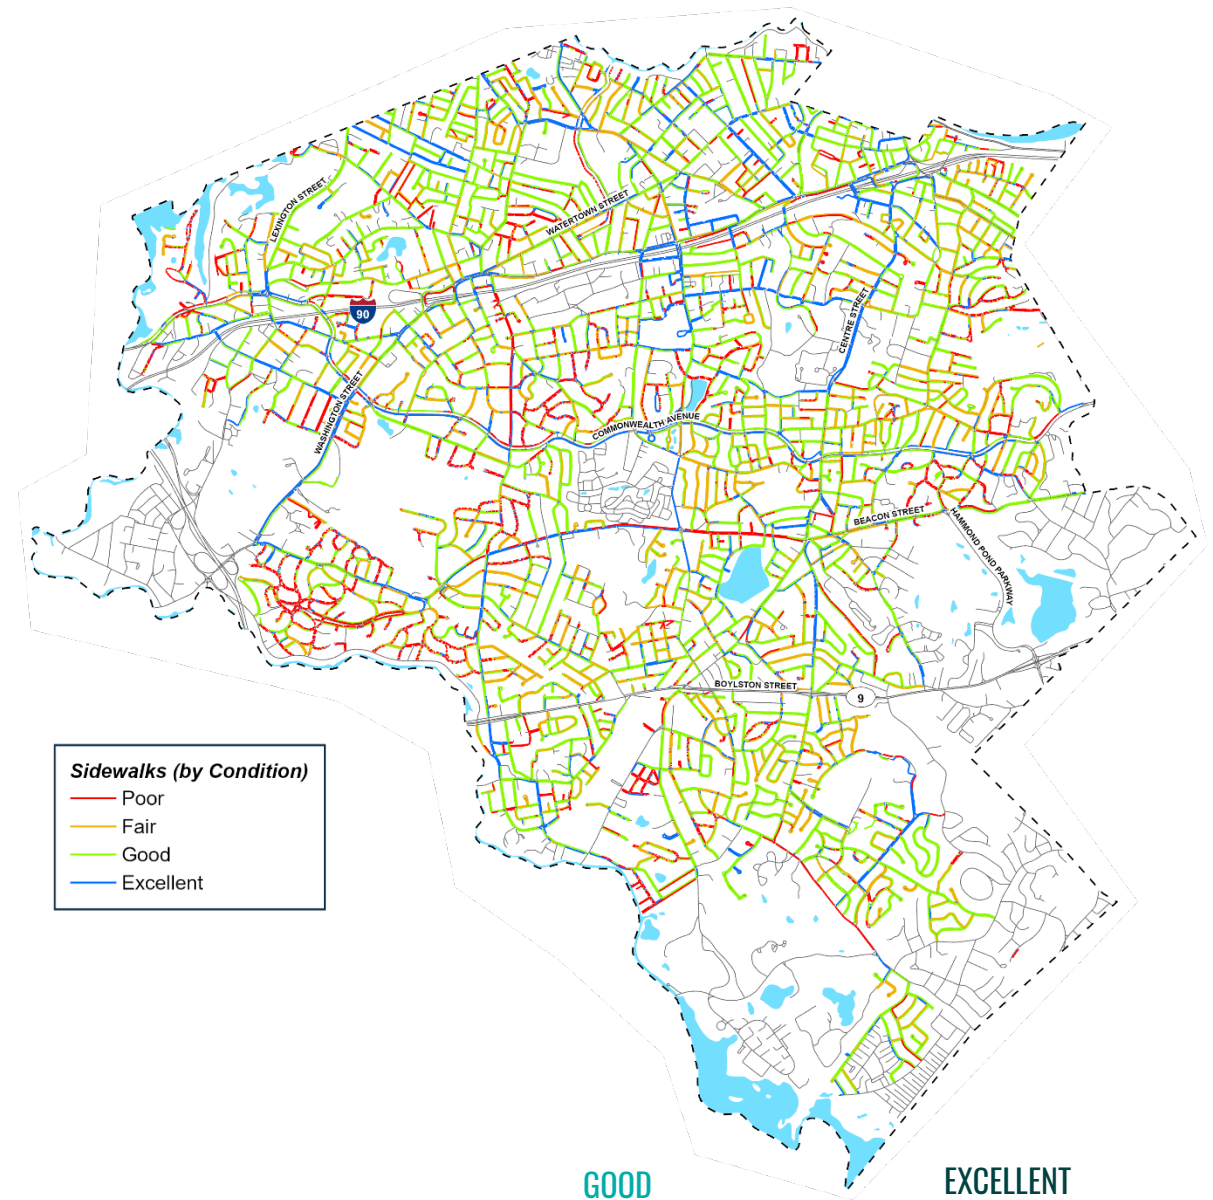 LEXINGTON STREET
WATERTOWN STREET
90
CENTRE STREET
WASHINGTON STREET
COMMONWEALTH AVENUE
BEACON STREET
HAMMOND POND PARKWAY
BOYLSTON STREET
9
Sidewalks (by Condition)
Poor
Fair
Good
Excellent
GOOD
EXCELLENT